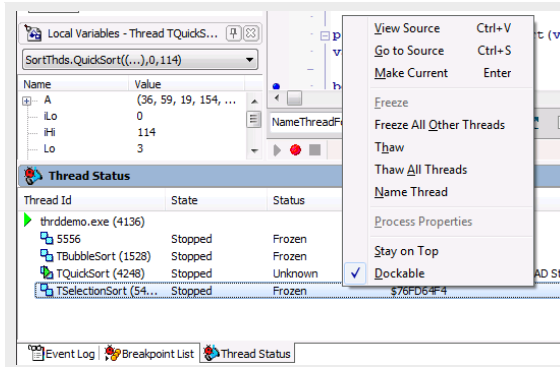 Local Variables - Thread TQuickS...
SortThds.QuickSort((...),0,114)
Name Value
A (36, 59, 19, 154, ...
iLo 0
iHi 114
Lo 3
NameThreadFo
View Source Ctrl+V
Go to Source Ctrl+S
Make Current Enter
Freeze
Freeze All Other Threads
Thaw
Thaw All Threads
Name Thread
Process Properties
Stay on Top
Dockable
Thread Status
Thread Id State Status
thrddemo.exe (4136)
5556 Stopped Frozen
TBubbleSort (1528) Stopped Frozen
TQuickSort (4248) Stopped Unknown
TSelectionSort (54... Stopped Frozen $76FD64F4
Event Log Breakpoint List Thread Status